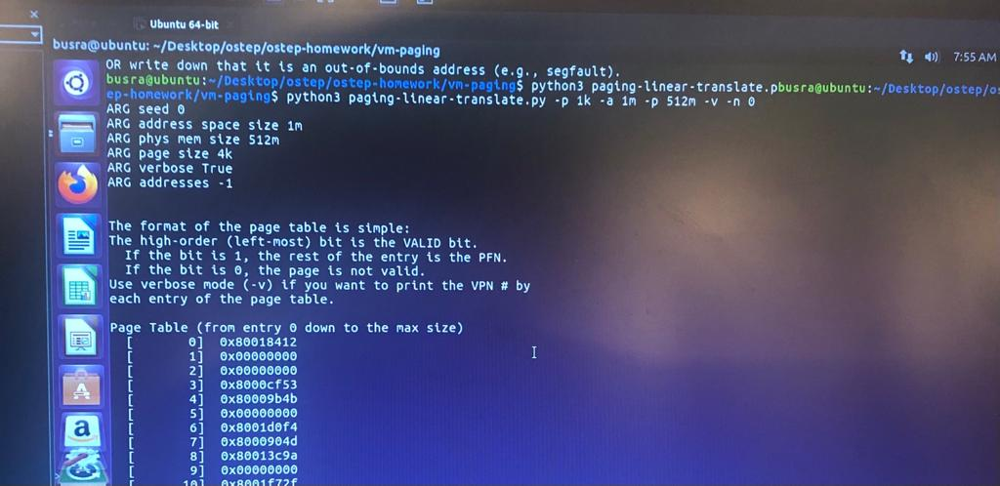 Ubuntu 64-bit
busra@ubuntu: ~/Desktop/ostep/ostep-homework/vm-paging
7:55 AM
OR write down that it is an out-of-bounds address (e.g., segfault).
busra@ubuntu:~/Desktop/ostep/ostep-homework/vm-paging$ python3 paging-linear-translate.pbusra@ubuntu:~/Desktop/ostep/os
ep-homework/vm-paging$ python3 paging-linear-translate.py -p 1k -a 1m -p 512m -v -n 0
ARG seed 0
ARG address space size 1m
ARG phys mem size 512m
ARG page size 4k
ARG verbose True
ARG addresses -1
The format of the page table is simple:
The high-order (left-most) bit is the VALID bit.
If the bit is 1, the rest of the entry is the PFN.
If the bit is 0, the page is not valid.
Use verbose mode (-v) if you want to print the VPN # by
each entry of the page table.
Page Table (from entry 0 down to the max size)
[ 0] 0x80018412
[ 1] 0x00000000
[ 2] 0x00000000
[ 3] 0x8000cf53
[ 4] 0x80009b4b
[ 5] 0x00000000
[ 6] 0x8001d0f4
[ 7] 0x8000904d
[ 8] 0x80013c9a
[ 9] 0x00000000
[ 10] 0x8001f72f
a